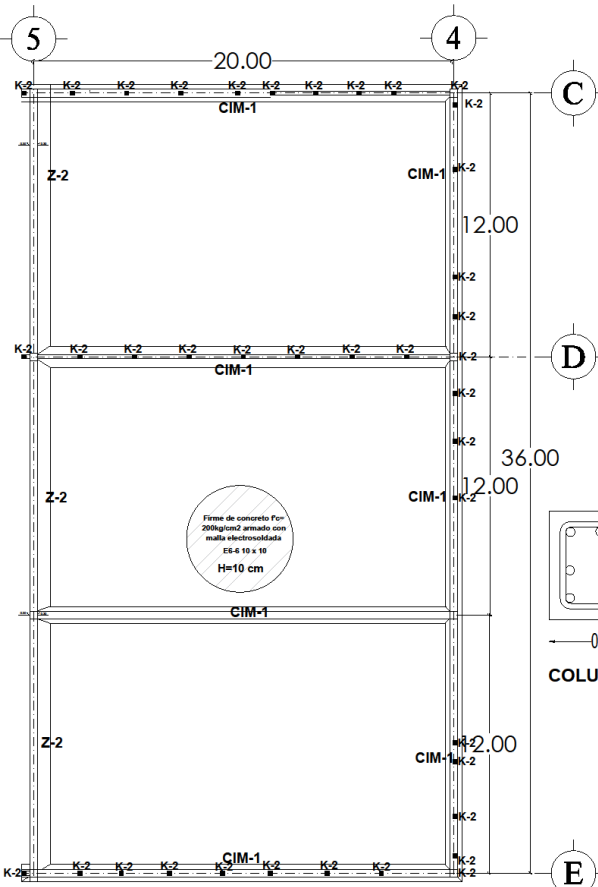 5
4
20.00
K-2 K-2 K-2 K-2 K-2 K-2 K-2 K-2 K-2 K-2
C
CIM-1
K-2
Z-2
CIM-1
K-2
12.00
K-2
K-2
K-2 K-2 K-2 K-2 K-2 K-2 K-2 K-2 K-2
D
CIM-1
K-2
K-2
36.00
Z-2
CIM-1
K-2
12.00
Firme de concreto f'c=
200kg/cm2 armado con
malla electrosoldada
E6-6 10 x 10
H=10 cm
CIM-1
0
COLU
Z-2
K-2
12.00
CIM-1
K-2
K-2
CIM-1
K-2
K-2 K-2 K-2 K-2 K-2 K-2 K-2 K-2 K-2
E